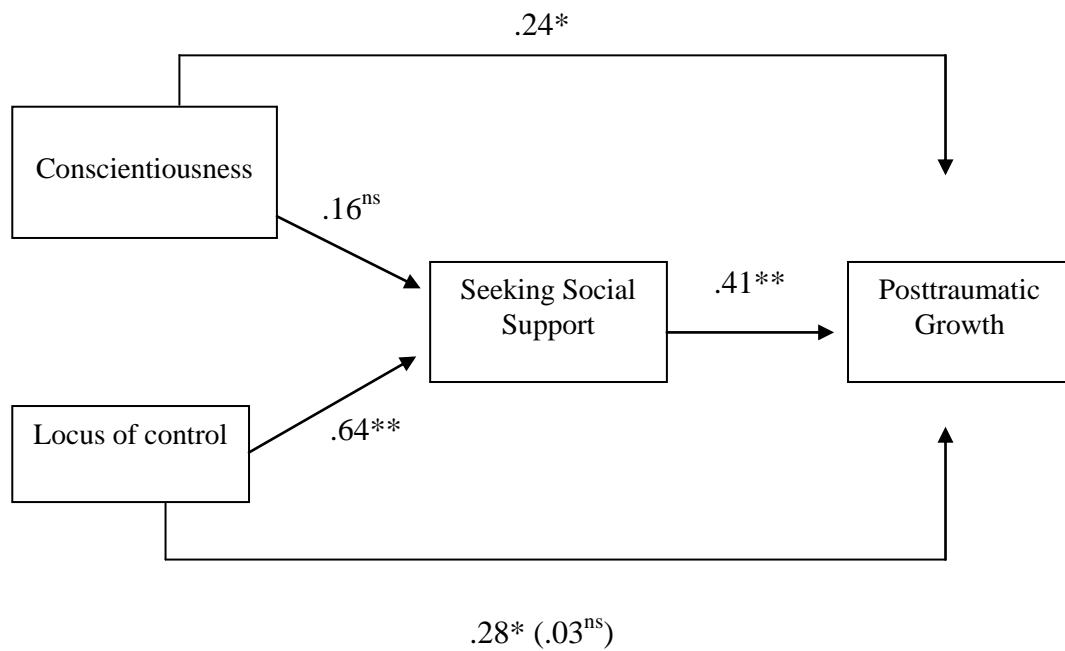 .24*
Conscientiousness
.16ns
Seeking Social
Support
.41**
Posttraumatic
Growth
Locus of control
.64**
.28* (.03ns)